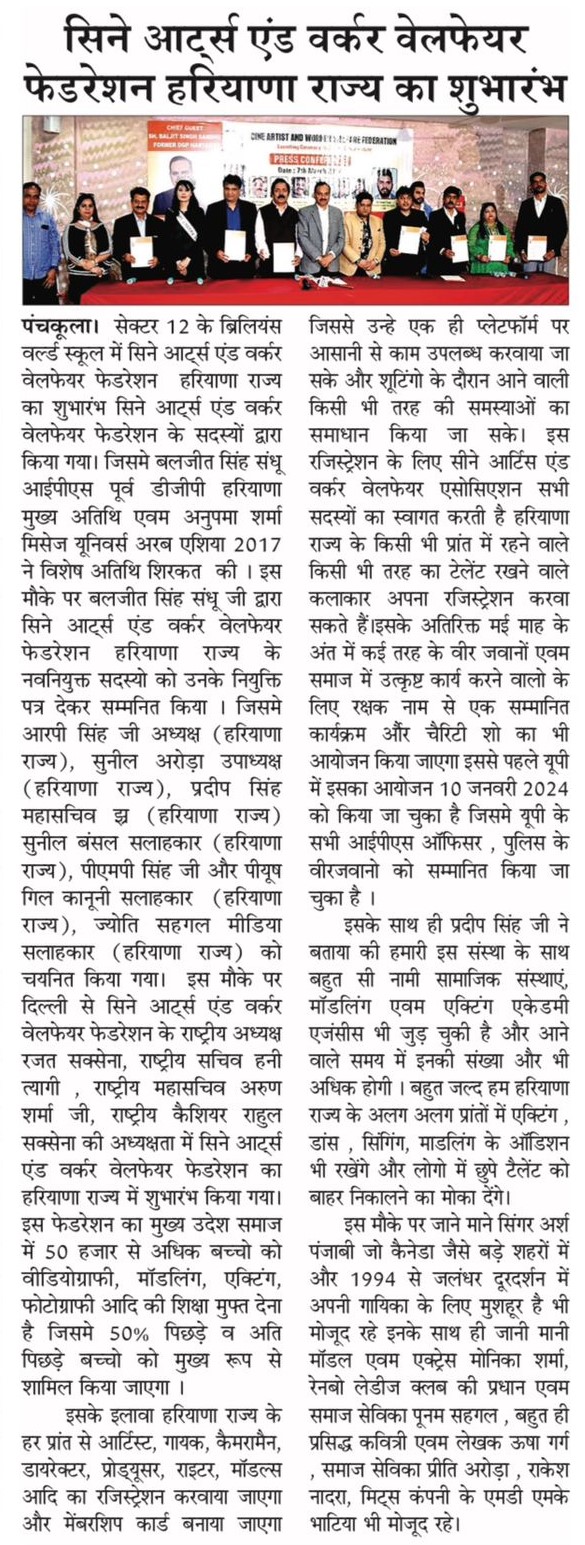 सिने आर्ट्स एंड वर्कर वेलफेयर
फेडरेशन हरियाणा राज्य का शुभारंभ
CHIEF GUEST
SH. BALJIT SINGH
FORMER DGP
CINE ARTIST AND FEDERATION
PRESS CONFERENCE
Date : 7th March
पंचकूला। सेक्टर 12 के ब्रिलियंस
वर्ल्ड स्कूल में सिने आर्ट्स एंड वर्कर
वेलफेयर फेडरेशन हरियाणा राज्य
का शुभारंभ सिने आर्ट्स एंड वर्कर
वेलफेयर फेडरेशन के सदस्यों द्वारा
किया गया। जिसमे बलजीत सिंह संधू
आईपीएस पूर्व डीजीपी हरियाणा
मुख्य अतिथि एवम अनुपमा शर्मा
मिसेज यूनिवर्स अरब एशिया 2017
ने विशेष अतिथि शिरकत की । इस
मौके पर बलजीत सिंह संधू जी द्वारा
सिने आर्ट्स एंड वर्कर वेलफेयर
फेडरेशन हरियाणा राज्य के
नवनियुक्त सदस्यो को उनके नियुक्ति
पत्र देकर सम्मनित किया । जिसमे
आरपी सिंह जी अध्यक्ष (हरियाणा
राज्य), सुनील अरोड़ा उपाध्यक्ष
(हरियाणा राज्य), प्रदीप सिंह
महासचिव झ्र (हरियाणा राज्य)
सुनील बंसल सलाहकार (हरियाणा
राज्य), पीएमपी सिंह जी और पीयूष
गिल कानूनी सलाहकार (हरियाणा
राज्य), ज्योति सहगल मीडिया
सलाहकार (हरियाणा राज्य) को
चयनित किया गया। इस मौके पर
दिल्ली से सिने आर्ट्स एंड वर्कर
वेलफेयर फेडरेशन के राष्ट्रीय अध्यक्ष
रजत सक्सेना, राष्ट्रीय सचिव हनी
त्यागी , राष्ट्रीय महासचिव अरुण
शर्मा जी, राष्ट्रीय कैशियर राहुल
सक्सेना की अध्यक्षता में सिने आर्ट्स
एंड वर्कर वेलफेयर फेडरेशन का
हरियाणा राज्य में शुभारंभ किया गया।
इस फेडरेशन का मुख्य उदेश समाज
में 50 हजार से अधिक बच्चो को
वीडियोग्राफी, मॉडलिंग, एक्टिंग,
फोटोग्राफी आदि की शिक्षा मुफ्त देना
है जिसमे 50% पिछड़े व अति
पिछड़े बच्चो को मुख्य रूप से
शामिल किया जाएगा ।
इसके इलावा हरियाणा राज्य के
हर प्रांत से आर्टिस्ट, गायक, कैमरामैन,
डायरेक्टर, प्रोड्यूसर, राइटर, मॉडल्स
आदि का रजिस्ट्रेशन करवाया जाएगा
और मेंबरशिप कार्ड बनाया जाएगा
जिससे उन्हे एक ही प्लेटफॉर्म पर
आसानी से काम उपलब्ध करवाया जा
सके और शूटिंगो के दौरान आने वाली
किसी भी तरह की समस्याओं का
समाधान किया जा सके। इस
रजिस्ट्रेशन के लिए सीने आर्टिस एंड
वर्कर वेलफेयर एसोसिएशन सभी
सदस्यों का स्वागत करती है हरियाणा
राज्य के किसी भी प्रांत में रहने वाले
किसी भी तरह का टेलेंट रखने वाले
कलाकार अपना रजिस्ट्रेशन करवा
सकते हैं।इसके अतिरिक्त मई माह के
अंत में कई तरह के वीर जवानों एवम
समाज में उत्कृष्ट कार्य करने वालो के
लिए रक्षक नाम से एक सम्मानित
कार्यक्रम और चैरिटी शो का भी
आयोजन किया जाएगा इससे पहले यूपी
में इसका आयोजन 10 जनवरी 2024
को किया जा चुका है जिसमे यूपी के
सभी आईपीएस ऑफिसर , पुलिस के
वीरजवानो को सम्मानित किया जा
चुका है ।
इसके साथ ही प्रदीप सिंह जी ने
बताया की हमारी इस संस्था के साथ
बहुत सी नामी सामाजिक संस्थाएं,
मॉडलिंग एवम एक्टिंग एकेडमी
एजंसीस भी जुड़ चुकी है और आने
वाले समय में इनकी संख्या और भी
अधिक होगी । बहुत जल्द हम हरियाणा
राज्य के अलग अलग प्रांतों में एक्टिंग ,
डांस , सिंगिंग, माडलिंग के ऑडिशन
भी रखेंगे और लोगो में छुपे टैलेंट को
बाहर निकालने का मोका देंगे।
इस मौके पर जाने माने सिंगर अर्श
पंजाबी जो कैनेडा जैसे बड़े शहरों में
और 1994 से जलंधर दूरदर्शन में
अपनी गायिका के लिए मुशहूर है भी
मोजूद रहे इनके साथ ही जानी मानी
मॉडल एवम एक्ट्रेस मोनिका शर्मा,
रेनबो लेडीज क्लब की प्रधान एवम
समाज सेविका पूनम सहगल , बहुत ही
प्रसिद्ध कवित्री एवम लेखक ऊषा गर्ग
, समाज सेविका प्रीति अरोड़ा , राकेश
नादरा, मिट्स कंपनी के एमडी एमके
भाटिया भी मोजूद रहे।